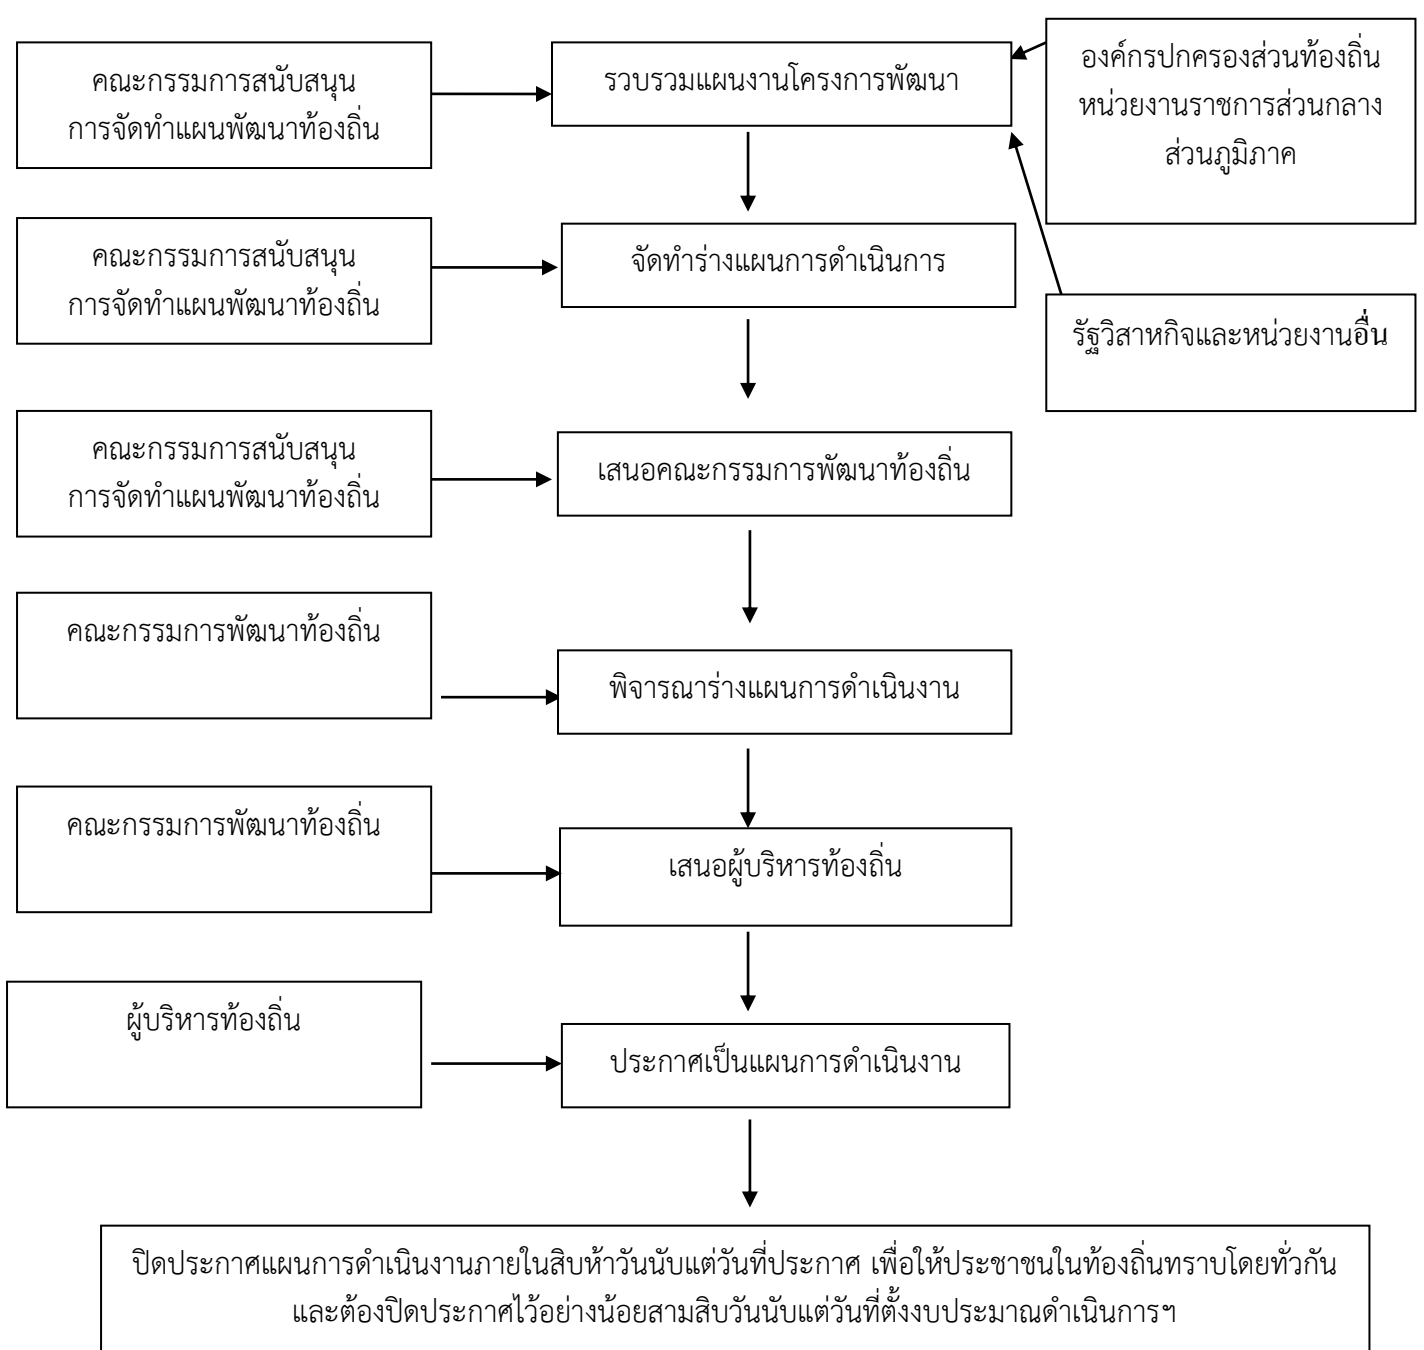 คณะกรรมการสนับสนุน
การจัดทำแผนพัฒนาท้องถิ่น
รวบรวมแผนงานโครงการพัฒนา
องค์กรปกครองส่วนท้องถิ่น
หน่วยงานราชการส่วนกลาง
ส่วนภูมิภาค
คณะกรรมการสนับสนุน
การจัดทำแผนพัฒนาท้องถิ่น
จัดทำร่างแผนการดำเนินการ
รัฐวิสาหกิจและหน่วยงานอื่น
คณะกรรมการสนับสนุน
การจัดทำแผนพัฒนาท้องถิ่น
เสนอคณะกรรมการพัฒนาท้องถิ่น
คณะกรรมการพัฒนาท้องถิ่น
พิจารณาร่างแผนการดำเนินงาน
คณะกรรมการพัฒนาท้องถิ่น
เสนอผู้บริหารท้องถิ่น
ผู้บริหารท้องถิ่น
ประกาศเป็นแผนการดำเนินงาน
ปิดประกาศแผนการดำเนินงานภายในสิบห้าวันนับแต่วันที่ประกาศ เพื่อให้ประชาชนในท้องถิ่นทราบโดยทั่วกัน
และต้องปิดประกาศไว้อย่างน้อยสามสิบวันนับแต่วันที่ตั้งงบประมาณดำเนินการฯ